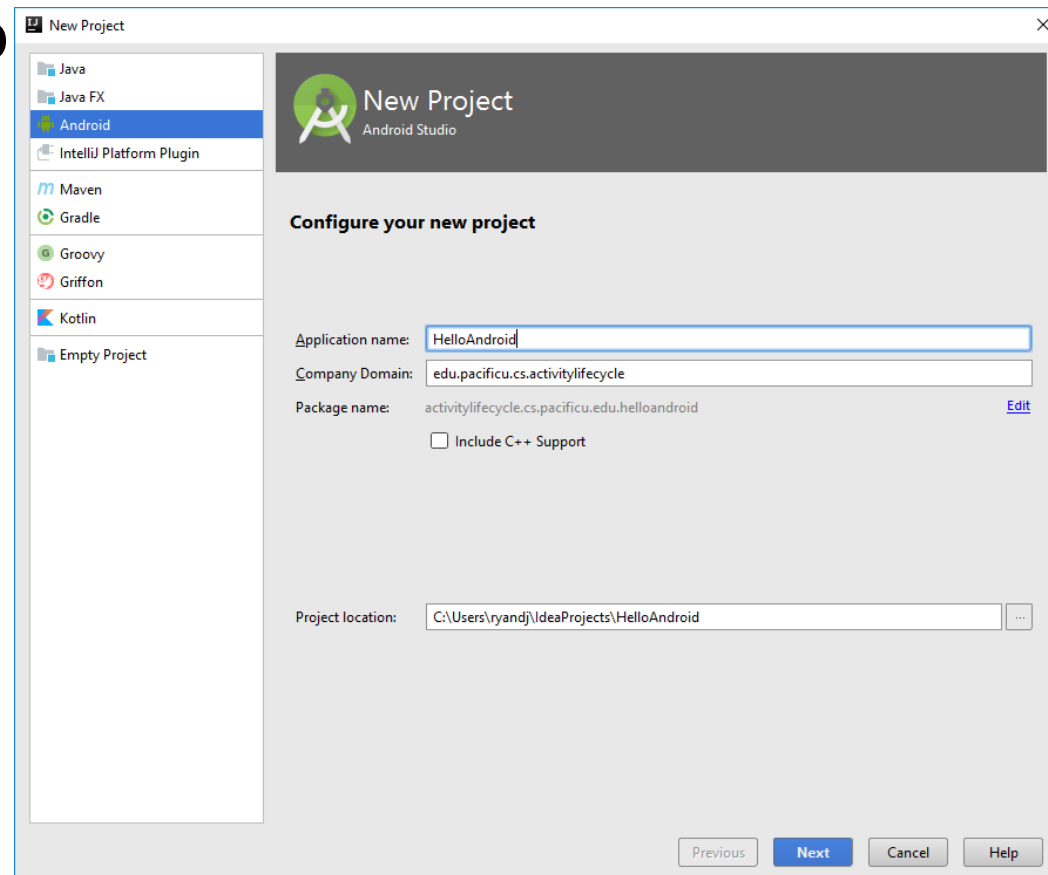 New Project
Java
Java FX
Android
IntelliJ Platform Plugin
Maven
Gradle
Groovy
Griffon
Kotlin
Empty Project
New Project
Android Studio
Configure your new project
Application name: HelloAndroid
Company Domain: edu.pacificu.cs.activitylifecycle
Package name: activitylifecycle.cs.pacificu.edu.helloandroid Edit
Include C++ Support
Project location: C:\Users\ryandj\IdeaProjects\HelloAndroid ...
Previous Next Cancel Help